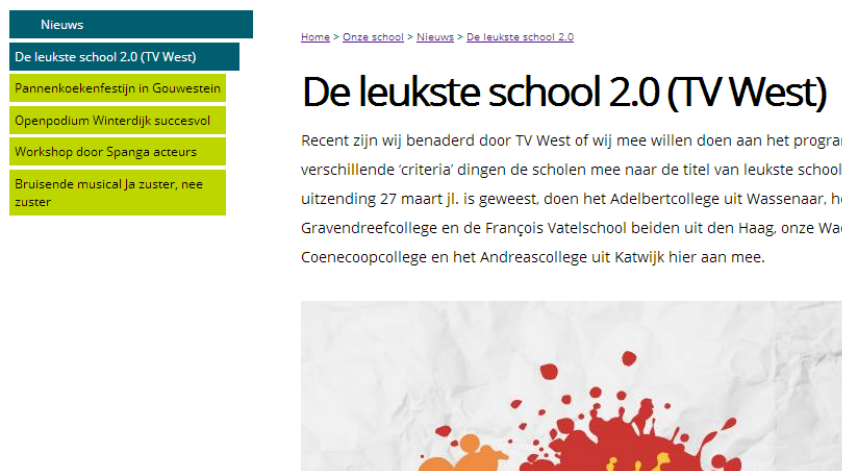 Nieuws
De leukste school 2.0 (TV West)
Pannenkoekenfestijn in Gouwestein
Openpodium Winterdijk succesvol
Workshop door Spanga acteurs
Bruisende musical Ja zuster, nee
zuster
Home > Onze school > Nieuws > De leukste school 2.0
De leukste school 2.0 (TV West)
Recent zijn wij benaderd door TV West of wij mee willen doen aan het
verschillende ‘criteria’ dingen de scholen mee naar de titel van leukste school
uitzending 27 maart jl. is geweest, doen het Adelbertcollege uit Wassenaar,
Gravendreefcollege en de François Vatelschool beiden uit den Haag, onze
Coenecoopcollege en het Andreascollege uit Katwijk hier aan mee.